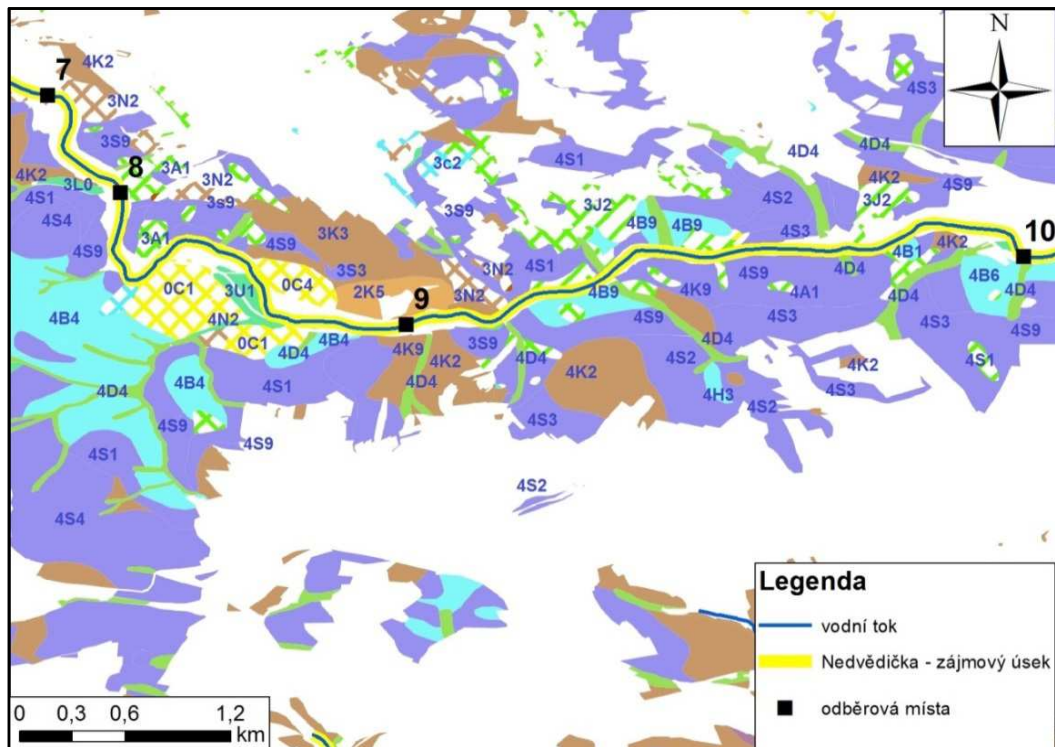 N
7
4K2
3N2
3S9
4K2
3L0
8
3A1
3N2
3s9
4S1
4S4
3A1
4S9
4S9
3K3
3S3
0C1
3U1
0C4
2K5
9
3N2
3N2
4N2
0C1
4B4
4D4
4B4
4K9
4K2
4D4
3S9
4D4
4B4
4D4
4S1
4S9
4S9
4S1
4S4
3c2
3S9
4S1
4S1
3J2
4B9
4B9
4B9
4S9
4K9
4D4
4S2
4K2
4S3
4H3
4S2
4S2
4D4
4S2
4S3
4S9
4A1
4S3
4D4
4S3
4D4
4K2
4S9
3J2
4B1
4K2
10
4B6
4D4
4D4
4S3
4S9
4S1
4K2
4S3
Legenda
vodní tok
Nedvědička - zájmový úsek
odběrová místa
0 0,3 0,6 1,2
km